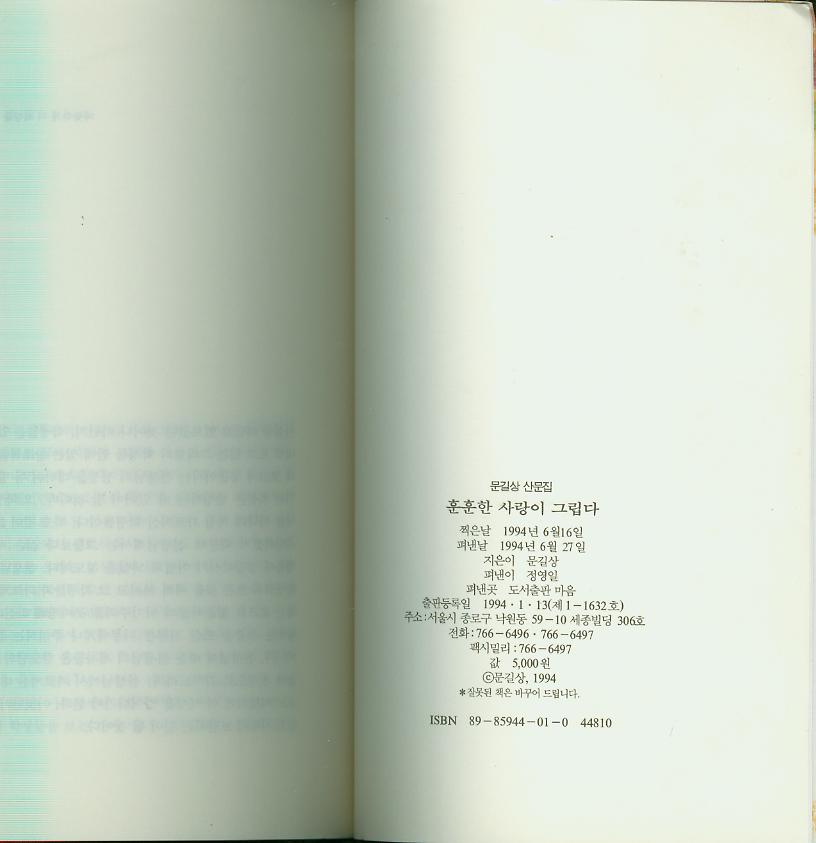 문길상 산문집
훈훈한 사랑이 그립다
찍은날 1994년 6월16일
펴낸날 1994년 6월 27일
지은이 문길상
펴낸이 정영일
펴낸곳 도서출판 마음
출판등록일 1994·1·13(제1-1632호)
주소:서울시 종로구 낙원동 59-10 세종빌딩 306호
전화:766-6496·766-6497
팩시밀리:766-6497
값 5,000원
ⓒ문길상, 1994
*잘못된 책은 바꾸어 드립니다.
ISBN 89-85944-01-0 44810